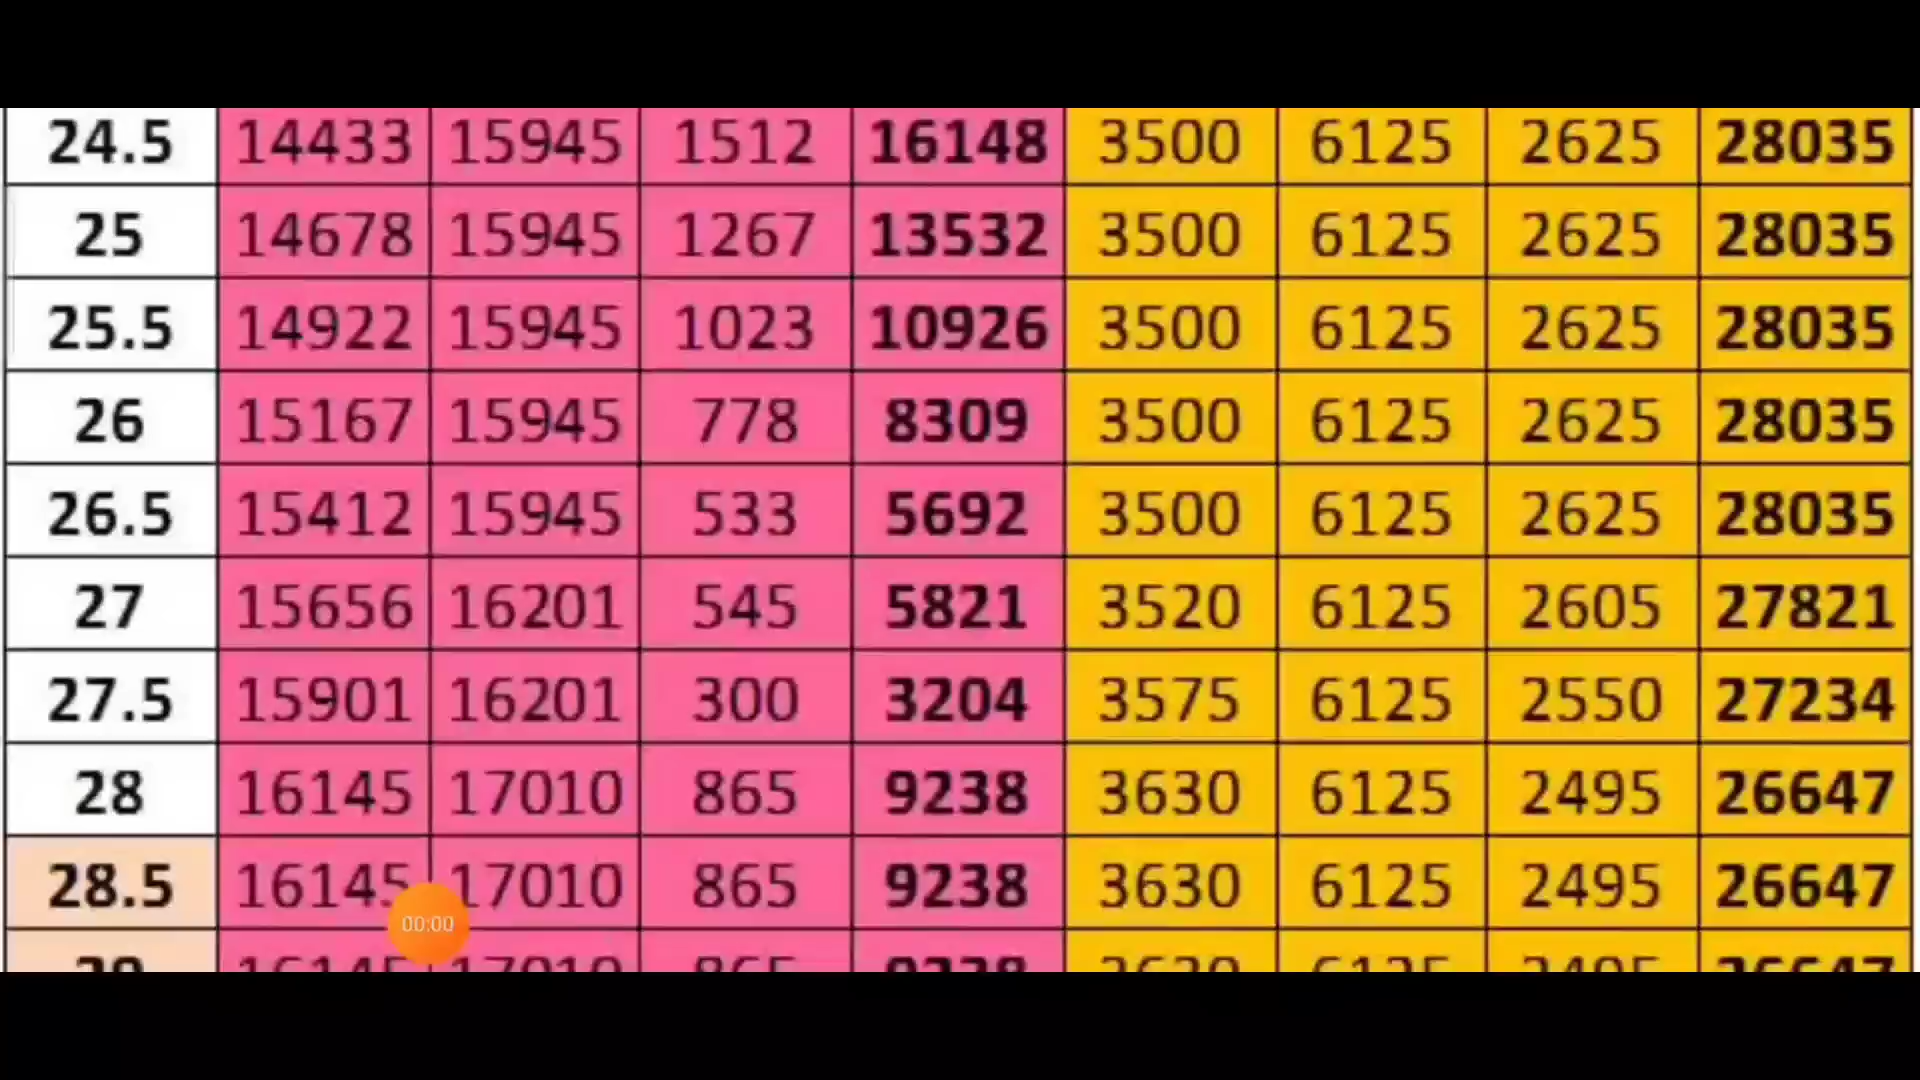 24.5 14433 15945 1512 16148 3500 6125 2625 28035
25 14678 15945 1267 13532 3500 6125 2625 28035
25.5 14922 15945 1023 10926 3500 6125 2625 28035
26 15167 15945 778 8309 3500 6125 2625 28035
26.5 15412 15945 533 5692 3500 6125 2625 28035
27 15656 16201 545 5821 3520 6125 2605 27821
27.5 15901 16201 300 3204 3575 6125 2550 27234
28 16145 17010 865 9238 3630 6125 2495 26647
28.5 16145 17010 865 9238 3630 6125 2495 26647
00:00